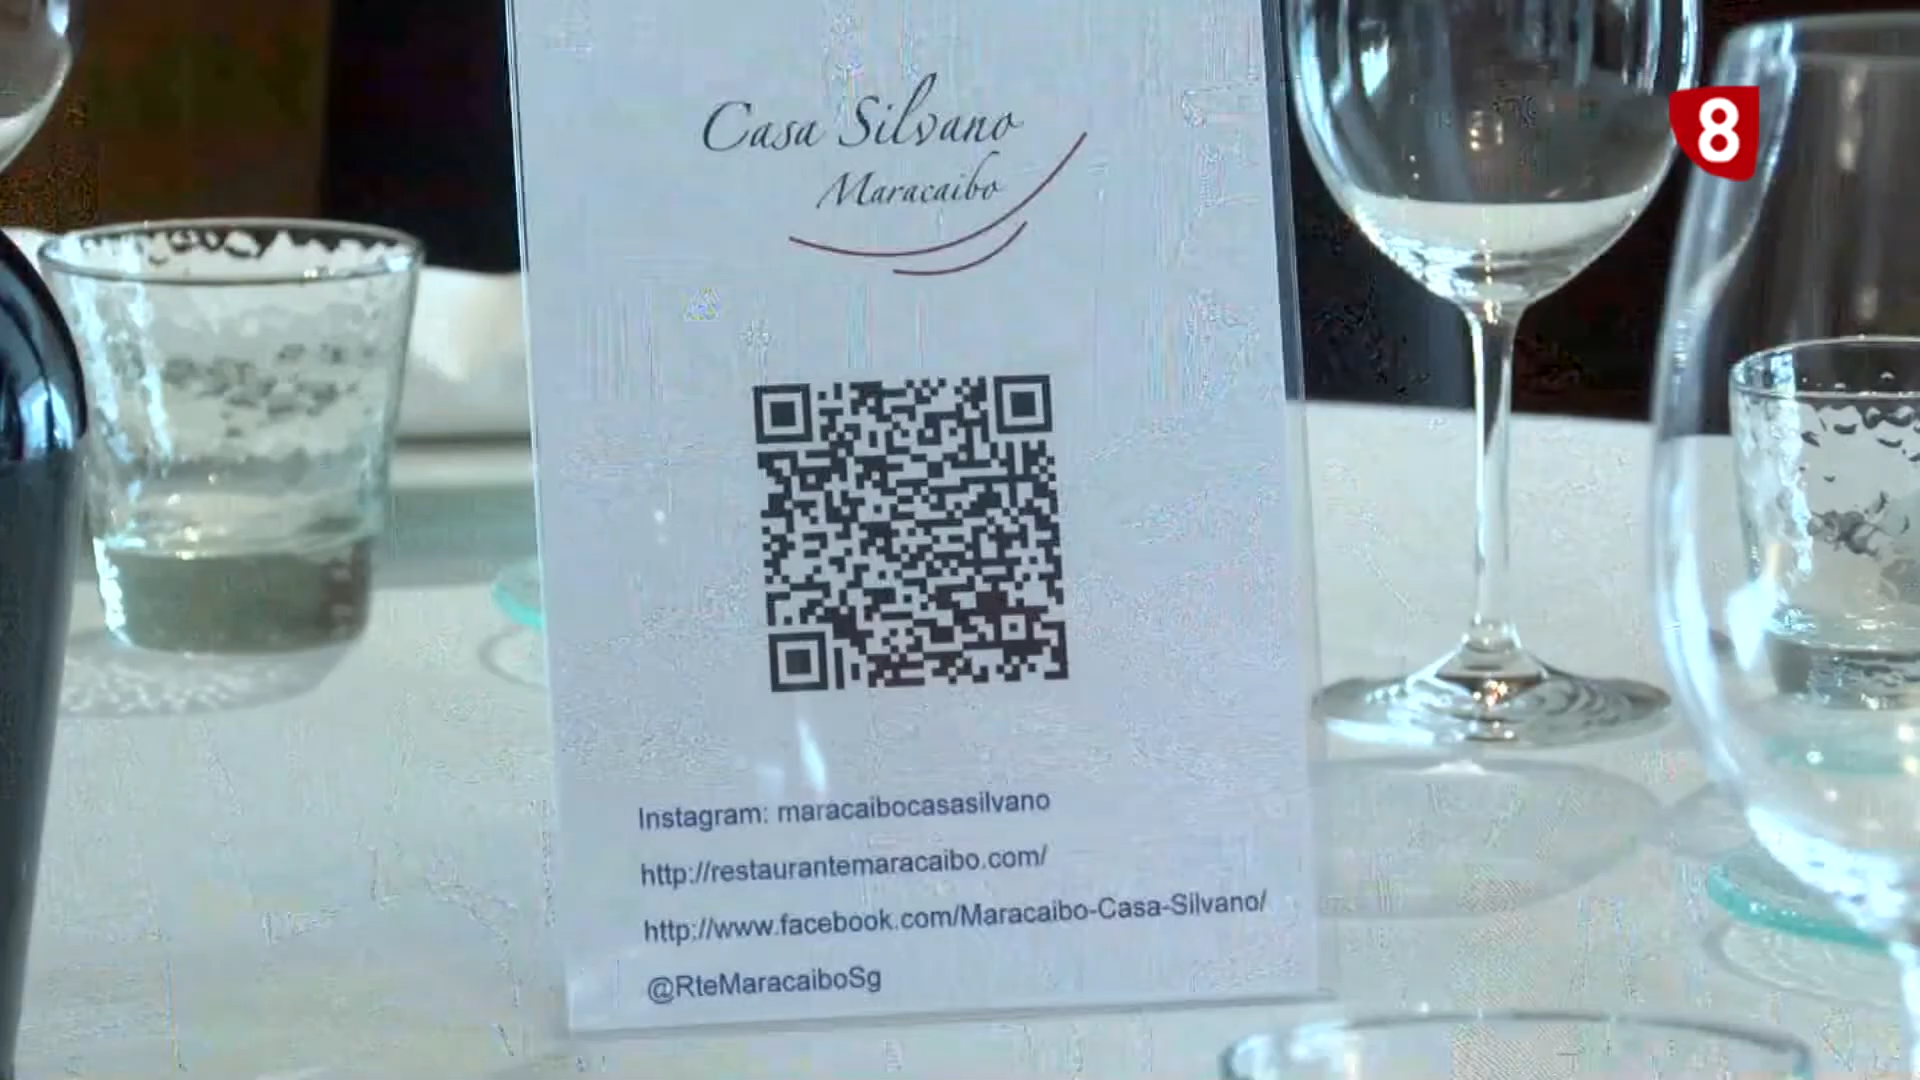 Casa Silvano
Maracaibo
8
Instagram: maracaibocasasilvano
http://restaurantemaracaibo.com/
http://www.facebook.com/Maracaibo-Casa-Silvano/
@RteMaracaiboSg